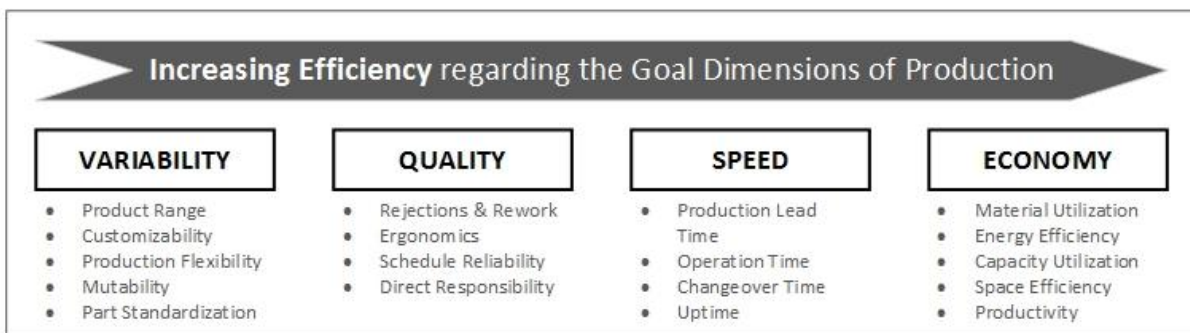 Increasing Efficiency regarding the Goal Dimensions of Production
VARIABILITY
• Product Range
• Customizability
• Production Flexibility
• Mutability
• Part Standardization
QUALITY
• Rejections & Rework
• Ergonomics
• Schedule Reliability
• Direct Responsibility
SPEED
• Production Lead
Time
• Operation Time
• Changeover Time
• Uptime
ECONOMY
• Material Utilization
• Energy Efficiency
• Capacity Utilization
• Space Efficiency
• Productivity